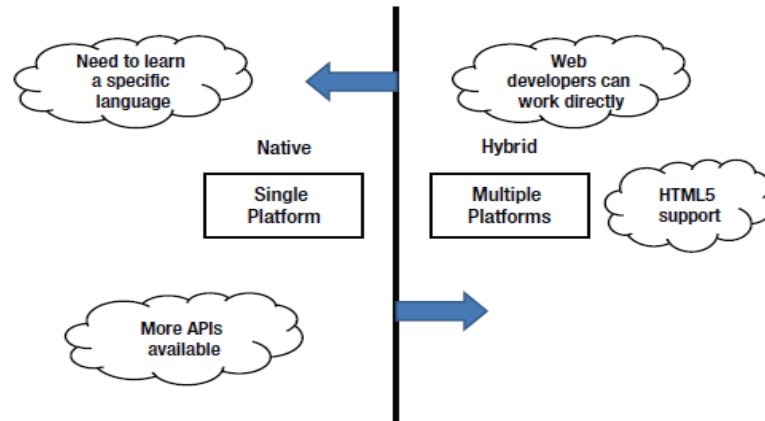 Need to learn
a specific
language
Web
developers can
work directly
Native
Hybrid
Single
Platform
Multiple
Platforms
HTML5
support
More APIs
available